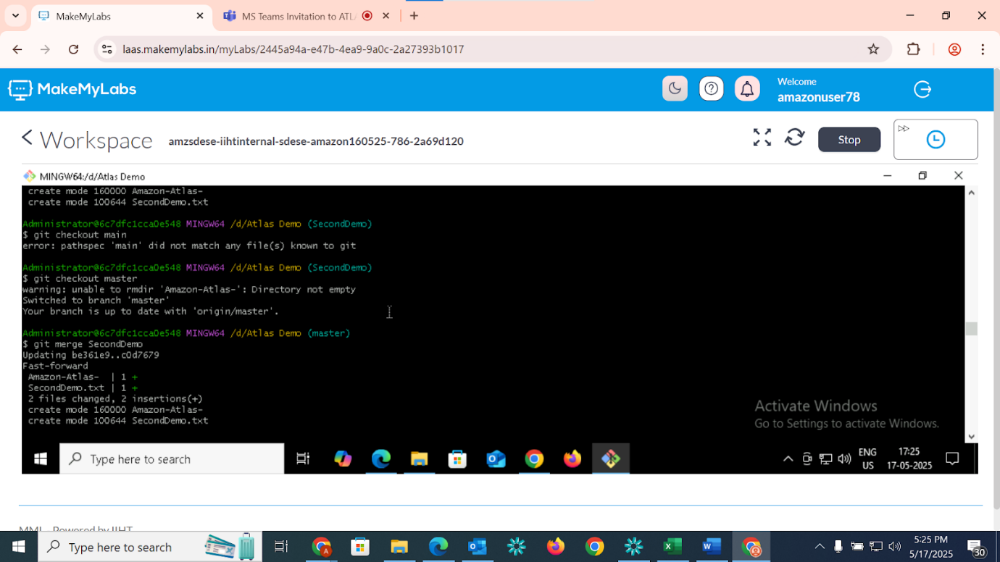 MakeMyLabs
MS Teams Invitation to ATL
laas.makemylabs.in/myLabs/2445a94a-e47b-4ea9-9a0c-2a27393b1017
MakeMyLabs
Welcome
amazonuser78
Workspace
amzsdese-iihtinternal-sdese-amazon160525-786-2a69d120
Stop
MINGW64:/d/Atlas Demo
create mode 160000 Amazon-Atlas-
create mode 100644 SecondDemo.txt
Administrator@6c7dfc1cca0e548 MINGW64 /d/Atlas Demo (SecondDemo)
$ git checkout main
error: pathspec 'main' did not match any file(s) known to git
Administrator@6c7dfc1cca0e548 MINGW64 /d/Atlas Demo (SecondDemo)
$ git checkout master
warning: unable to rmdir 'Amazon-Atlas-': Directory not empty
Switched to branch 'master'
Your branch is up to date with 'origin/master'.
Administrator@6c7dfc1cca0e548 MINGW64 /d/Atlas Demo (master)
$ git merge SecondDemo
Updating be361e9..c0d7679
Fast-forward
Amazon-Atlas- | 1 +
SecondDemo.txt | 1 +
2 files changed, 2 insertions(+)
create mode 160000 Amazon-Atlas-
create mode 100644 SecondDemo.txt
Activate Windows
Go to Settings to activate Windows.
Type here to search
ENG
US
17:25
17-05-2025
MML Powered by IIHT
Type here to search
5:25 PM
5/17/2025
30